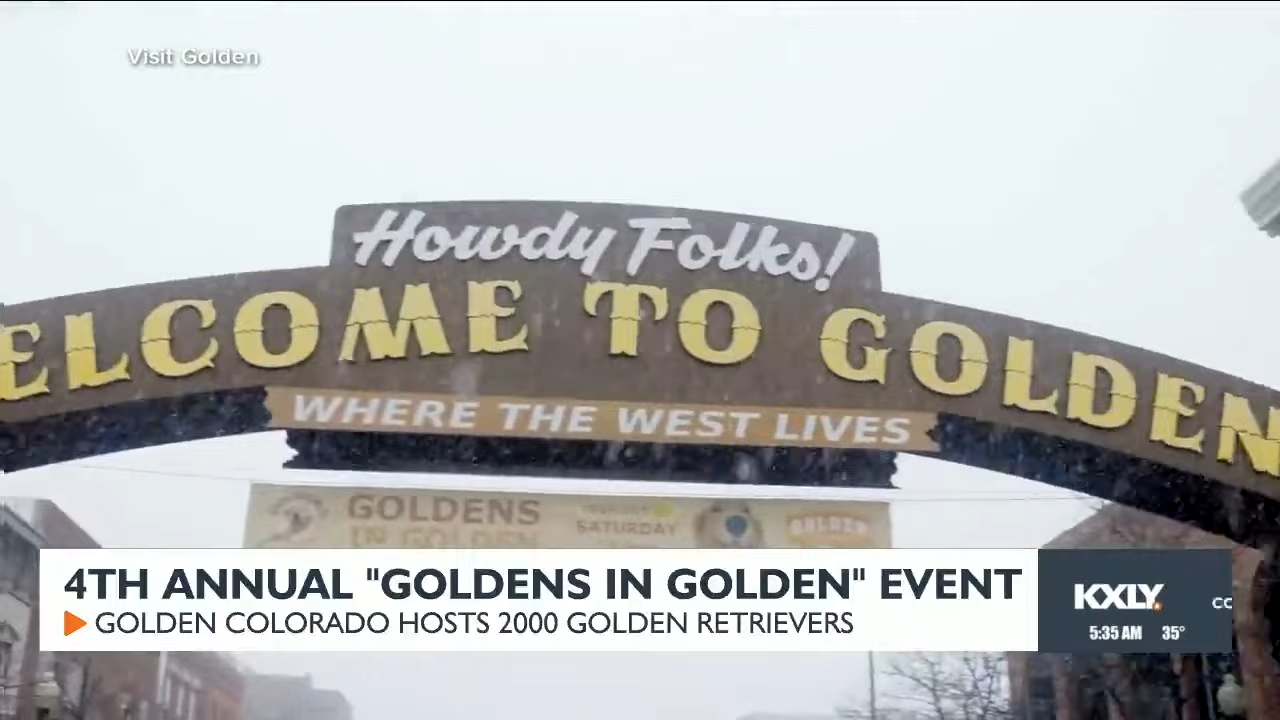 Visit Golden
Howdy Folks!
ELCOME TO GOLDEN
WHERE THE WEST LIVES
GOLDENS
IN GOLDEN
SATURDAY
GOLDEN
4TH ANNUAL "GOLDENS IN GOLDEN" EVENT
GOLDEN COLORADO HOSTS 2000 GOLDEN RETRIEVERS
KXLY.
5:35 AM 35°